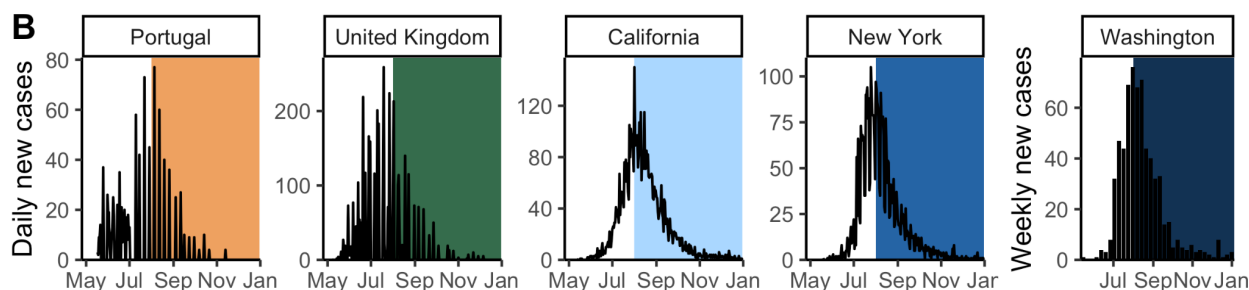 B
Portugal
United Kingdom
California
New York
Washington
Daily new cases
80
60
40
20
0
May Jul Sep Nov Jan
200
100
0
May Jul Sep Nov Jan
120
80
40
0
May Jul Sep Nov Jan
100
75
50
25
0
May Jul Sep Nov Jan
Weekly new cases
60
40
20
0
Jul Sep Nov Jan